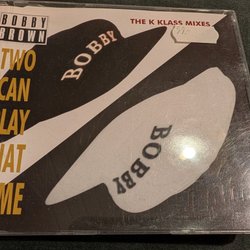 BOBBY
BROWN
THE K KLASS MIXES
TWO
CAN
LAY
HAT
ME
BOBBY
BOBBY